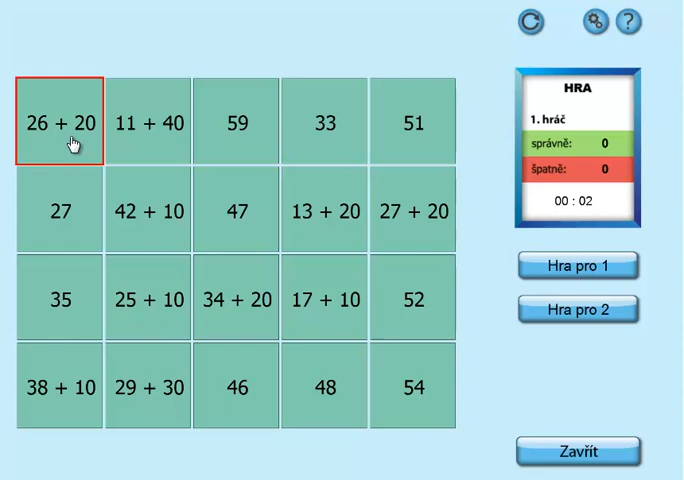 ?
26 + 20 11 + 40 59 33 51
27 42 + 10 47 13 + 20 27 + 20
35 25 + 10 34 + 20 17 + 10 52
38 + 10 29 + 30 46 48 54
HRA
1. hráč
správně: 0
špatně: 0
00 : 02
Hra pro 1
Hra pro 2
Zavřít